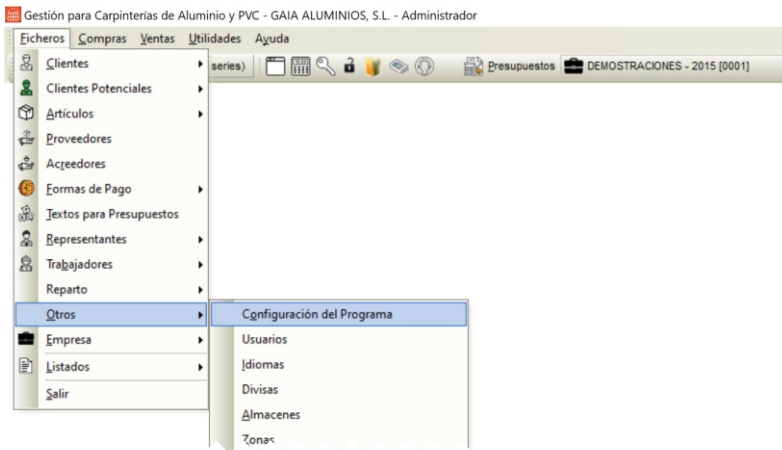 Gestión para Carpinterías de Aluminio y PVC - GAIA ALUMINIOS, S.L. - Administrador
Ficheros Compras Ventas Utilidades Ayuda
series) Presupuestos DEMOSTRACIONES - 2015 [0001]
Clientes
Clientes Potenciales
Artículos
Proveedores
Acreedores
Formas de Pago
Textos para Presupuestos
Representantes
Trabajadores
Reparto
Otros
Empresa
Listados
Salir
Configuración del Programa
Usuarios
Idiomas
Divisas
Almacenes
Zonas